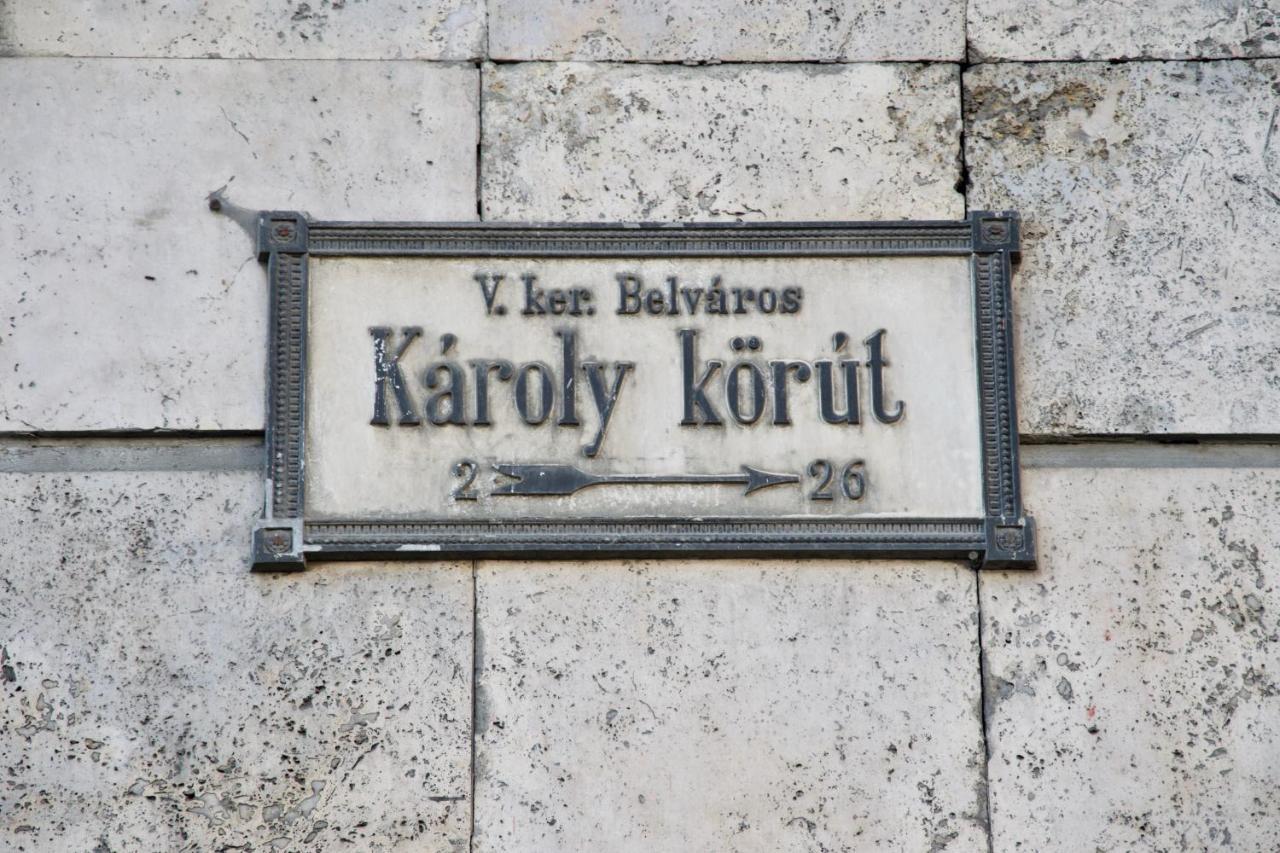 V. ker. Belváros
Károly körút
2 26